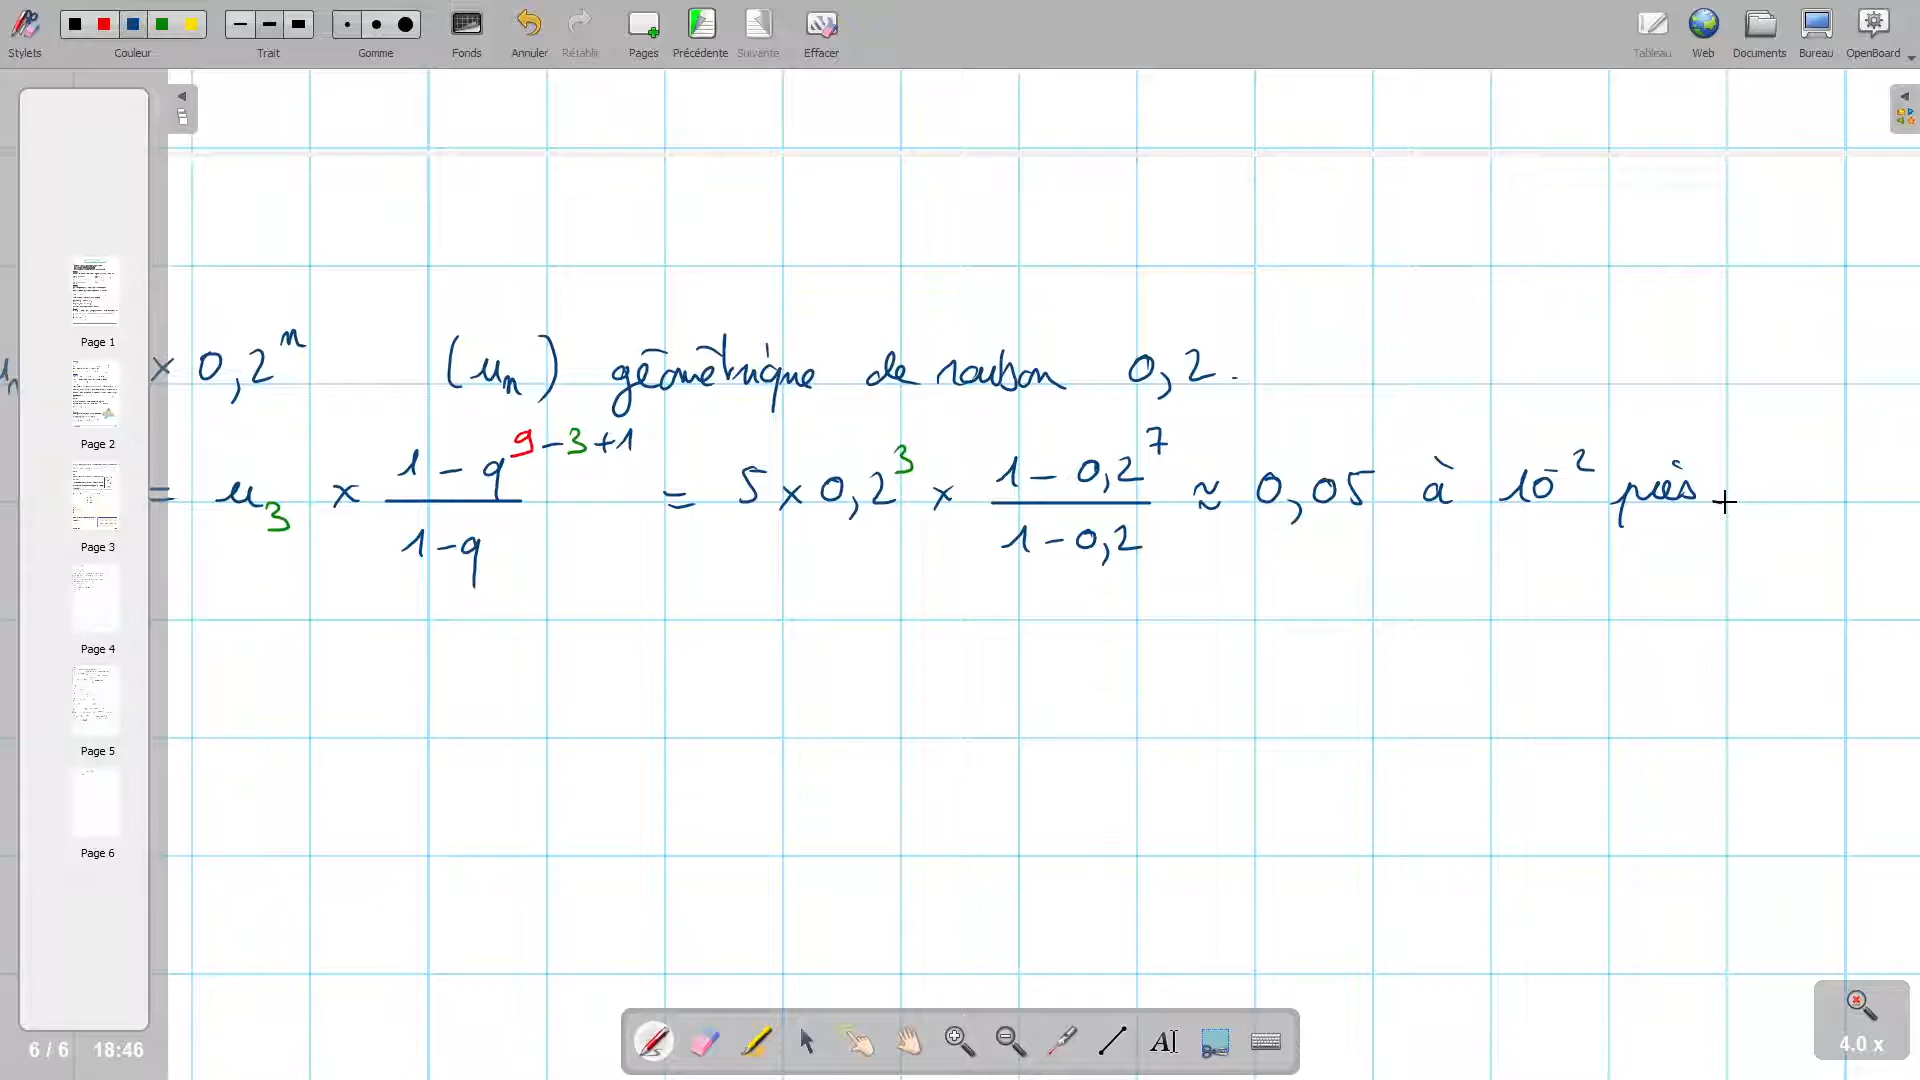 Stylets Couleur Trait Gomme Fonds Annuler Rétablir Pages Précédente Suivante Effacer Tableau Web Documents Bureau OpenBoard
Page 1
Page 2
Page 3
Page 4
Page 5
Page 6
un × 0,2^n (un) géométrique de raison 0,2.
= u3 × (1 - q^(9-3+1))/(1 - q) = 5 × 0,2^3 × (1 - 0,2^7)/(1 - 0,2) ≈ 0,05 à 10^-2 près
6 / 6 18:46
4.0 x